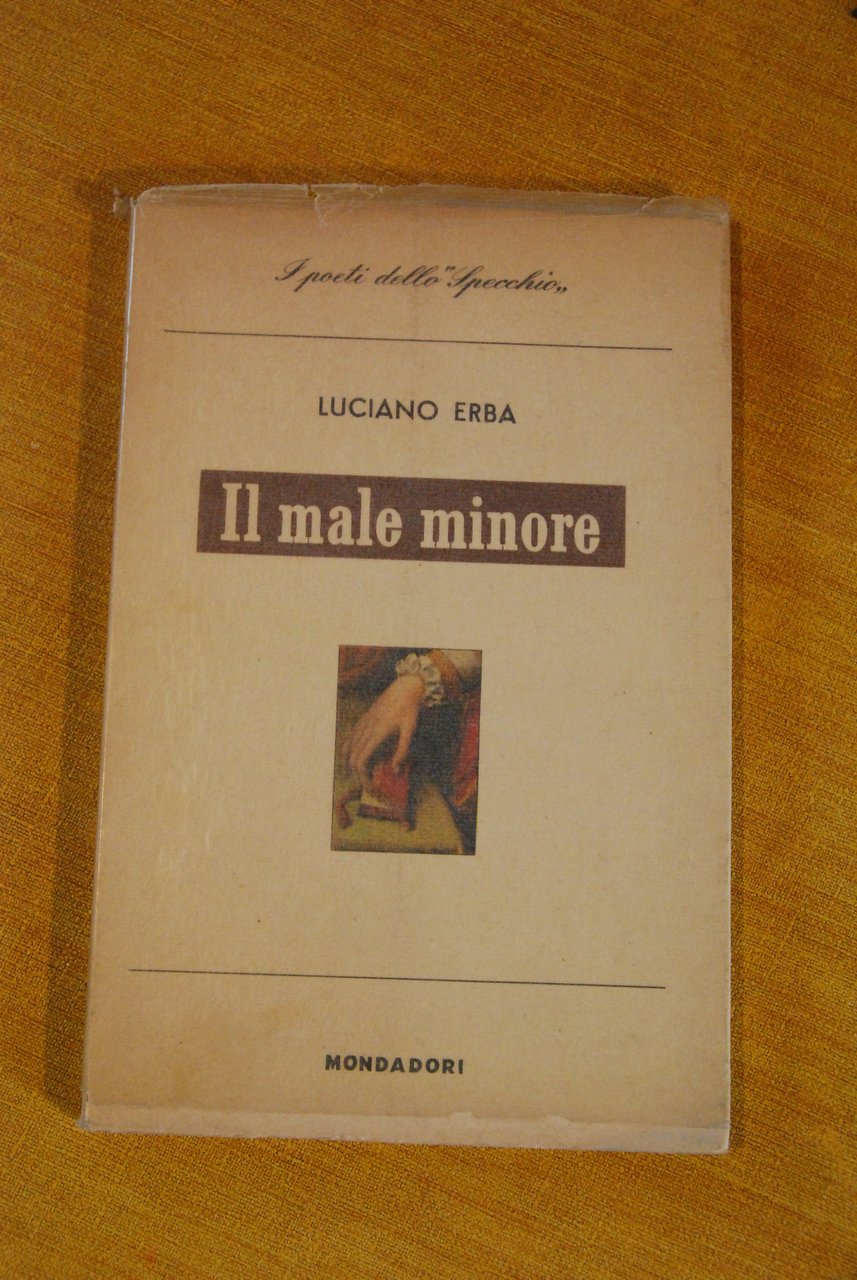 I poeti dello "Specchio„
LUCIANO ERBA
Il male minore
MONDADORI